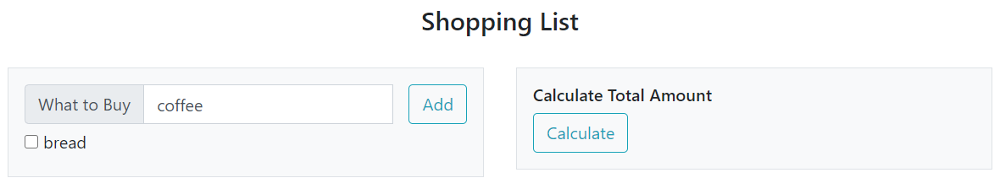 Shopping List
What to Buy coffee Add
bread
Calculate Total Amount
Calculate